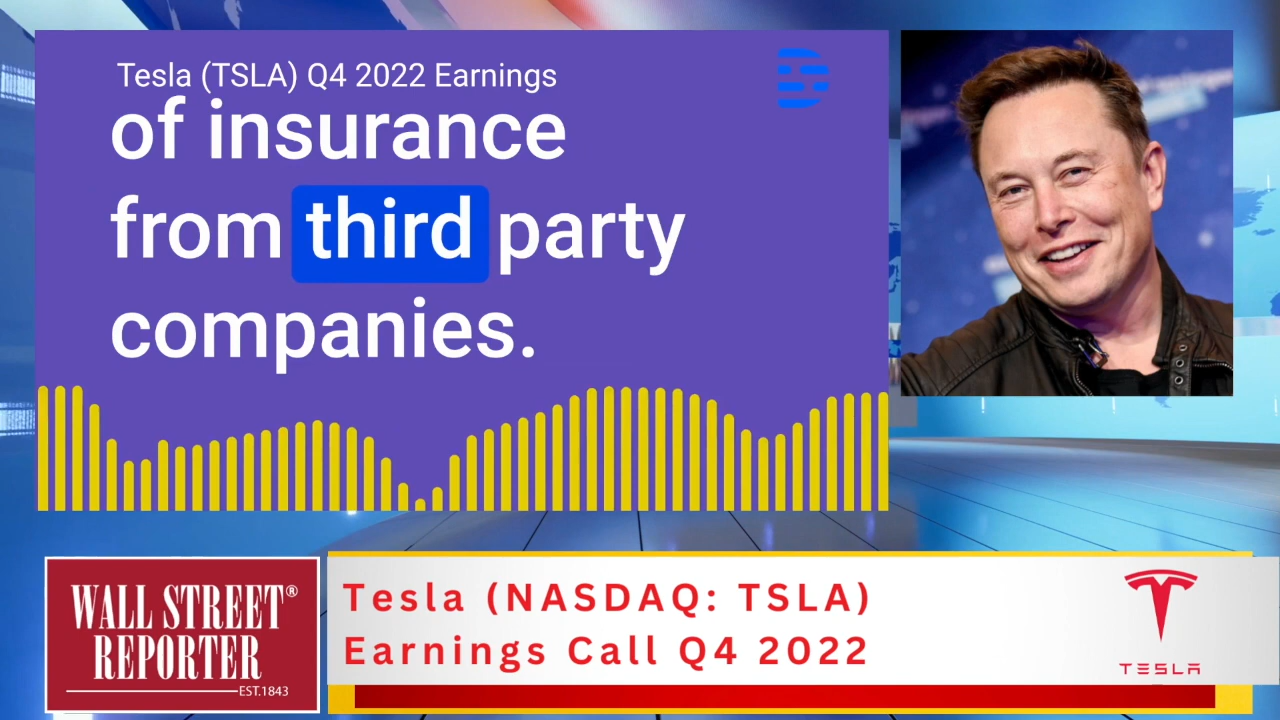 Tesla (TSLA) Q4 2022 Earnings
of insurance
from third party
companies.
WALL STREET®
REPORTER
EST.1843
Tesla (NASDAQ: TSLA)
Earnings Call Q4 2022
TESLA